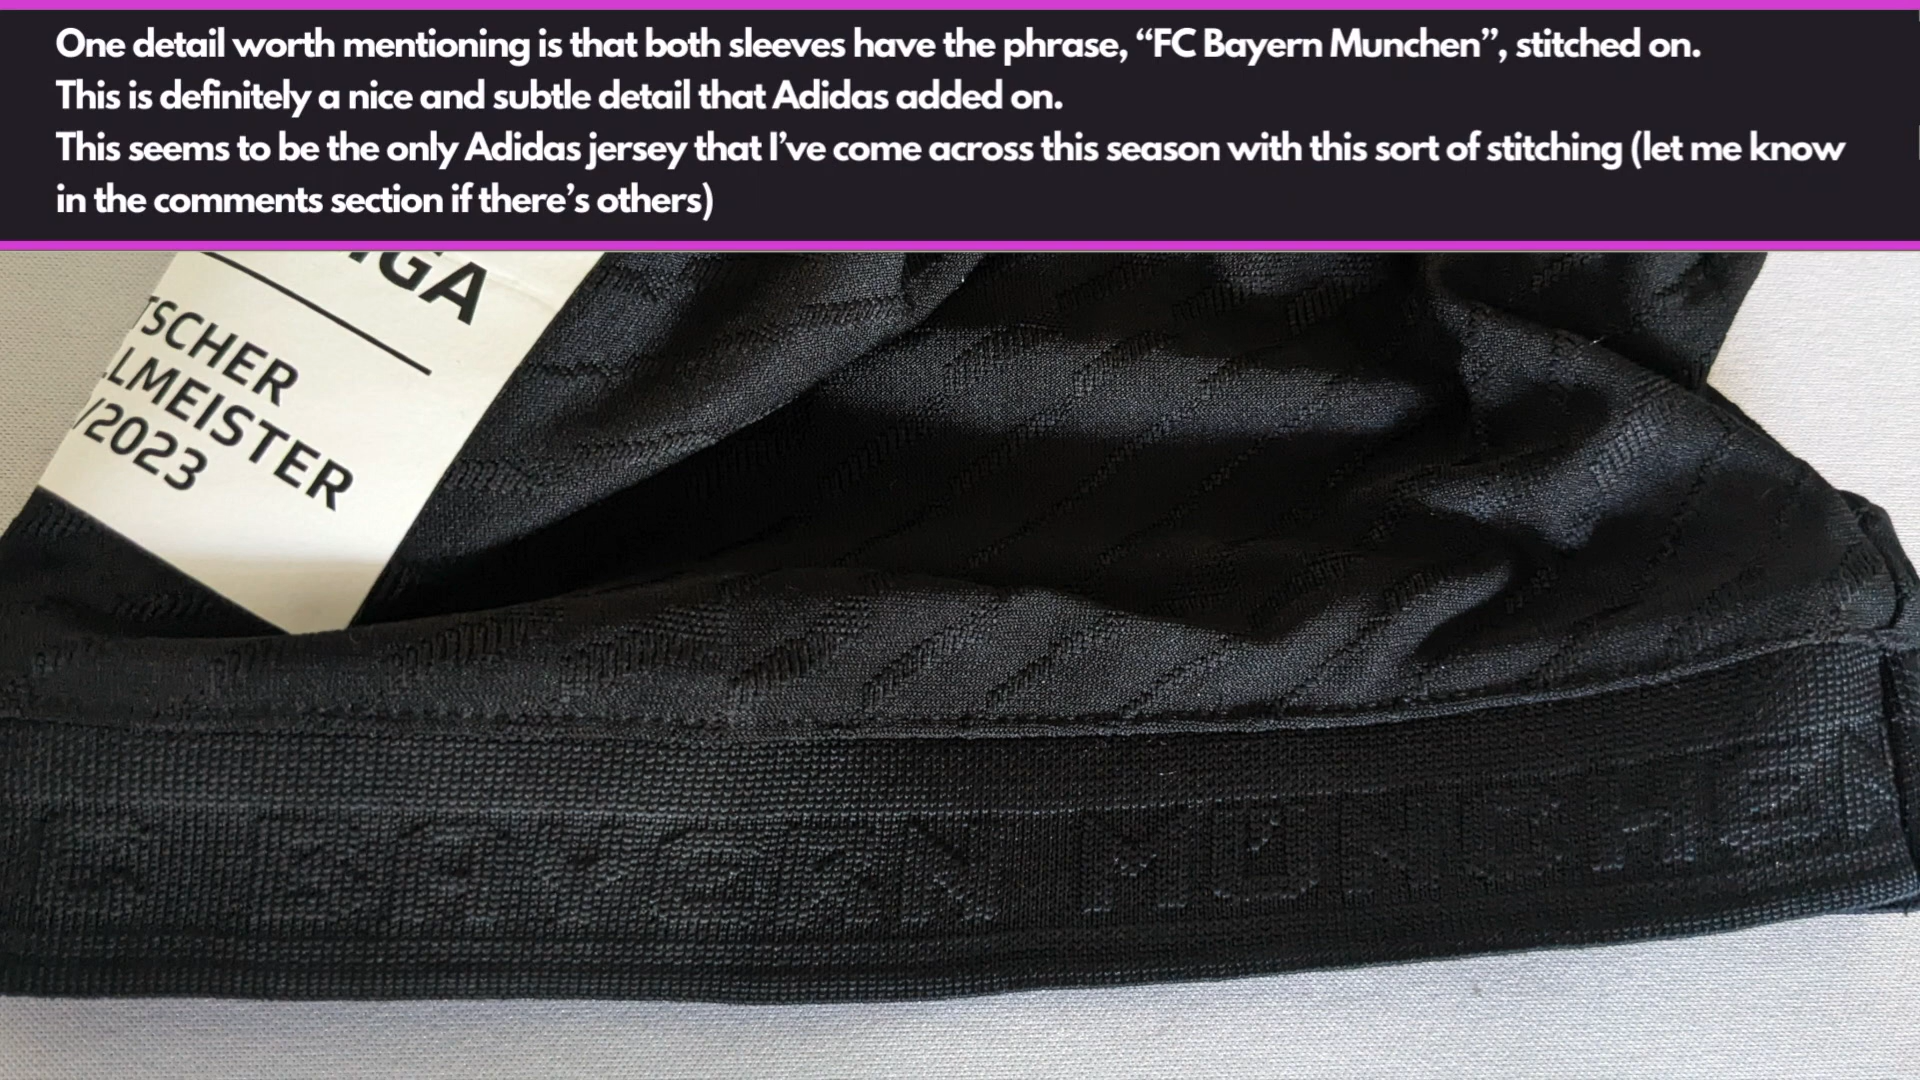 One detail worth mentioning is that both sleeves have the phrase, “FC Bayern Munchen”, stitched on.
This is definitely a nice and subtle detail that Adidas added on.
This seems to be the only Adidas jersey that I’ve come across this season with this sort of stitching (let me know
in the comments section if there’s others)
/2023
BAYERN MUNCHEN